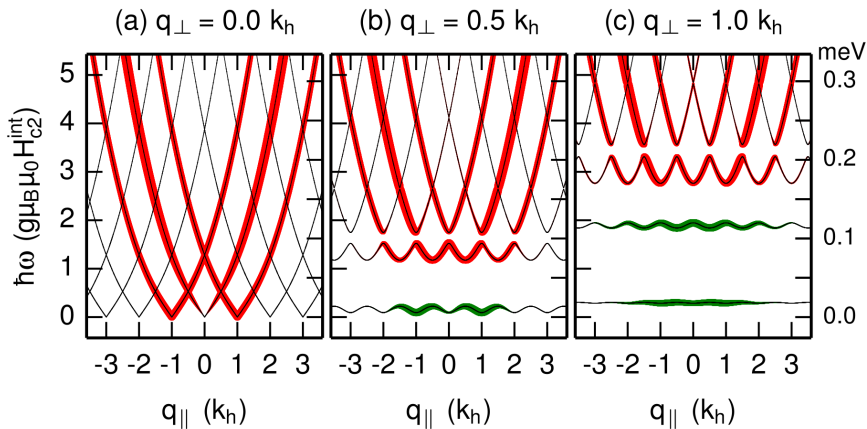 (a) q⊥ = 0.0 kₕ (b) q⊥ = 0.5 kₕ (c) q⊥ = 1.0 kₕ
meV
ħω (gμ_Bμ₀H_c2^int)
5
4
3
2
1
0
0.3
0.2
0.1
0.0
-3 -2 -1 0 1 2 3 -3 -2 -1 0 1 2 3 -3 -2 -1 0 1 2 3
q|| (kₕ) q|| (kₕ) q|| (kₕ)